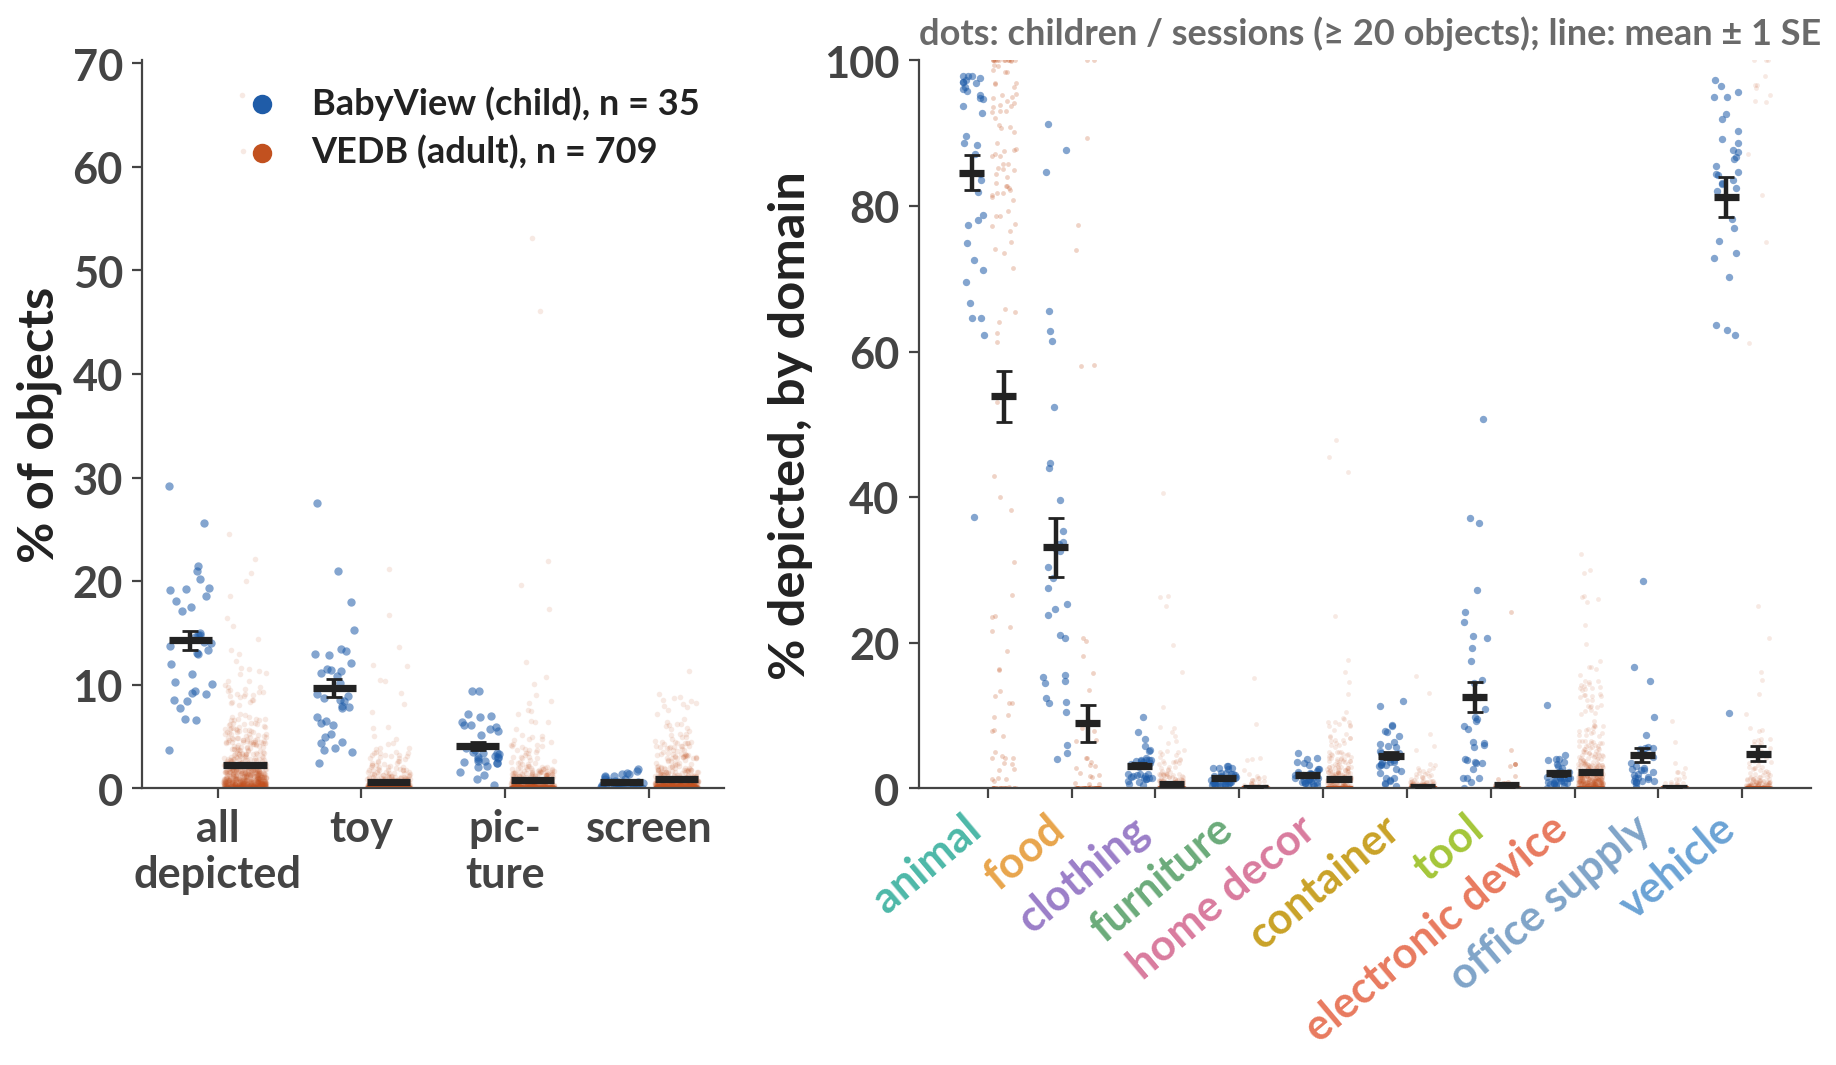 dots: children / sessions (≥ 20 objects); line: mean ± 1 SE
% of objects
70
60
50
40
30
20
10
0
BabyView (child), n = 35
VEDB (adult), n = 709
all
depicted
toy
pic-
ture
screen
% depicted, by domain
100
80
60
40
20
0
animal
food
clothing
furniture
home decor
container
tool
electronic device
office supply
vehicle